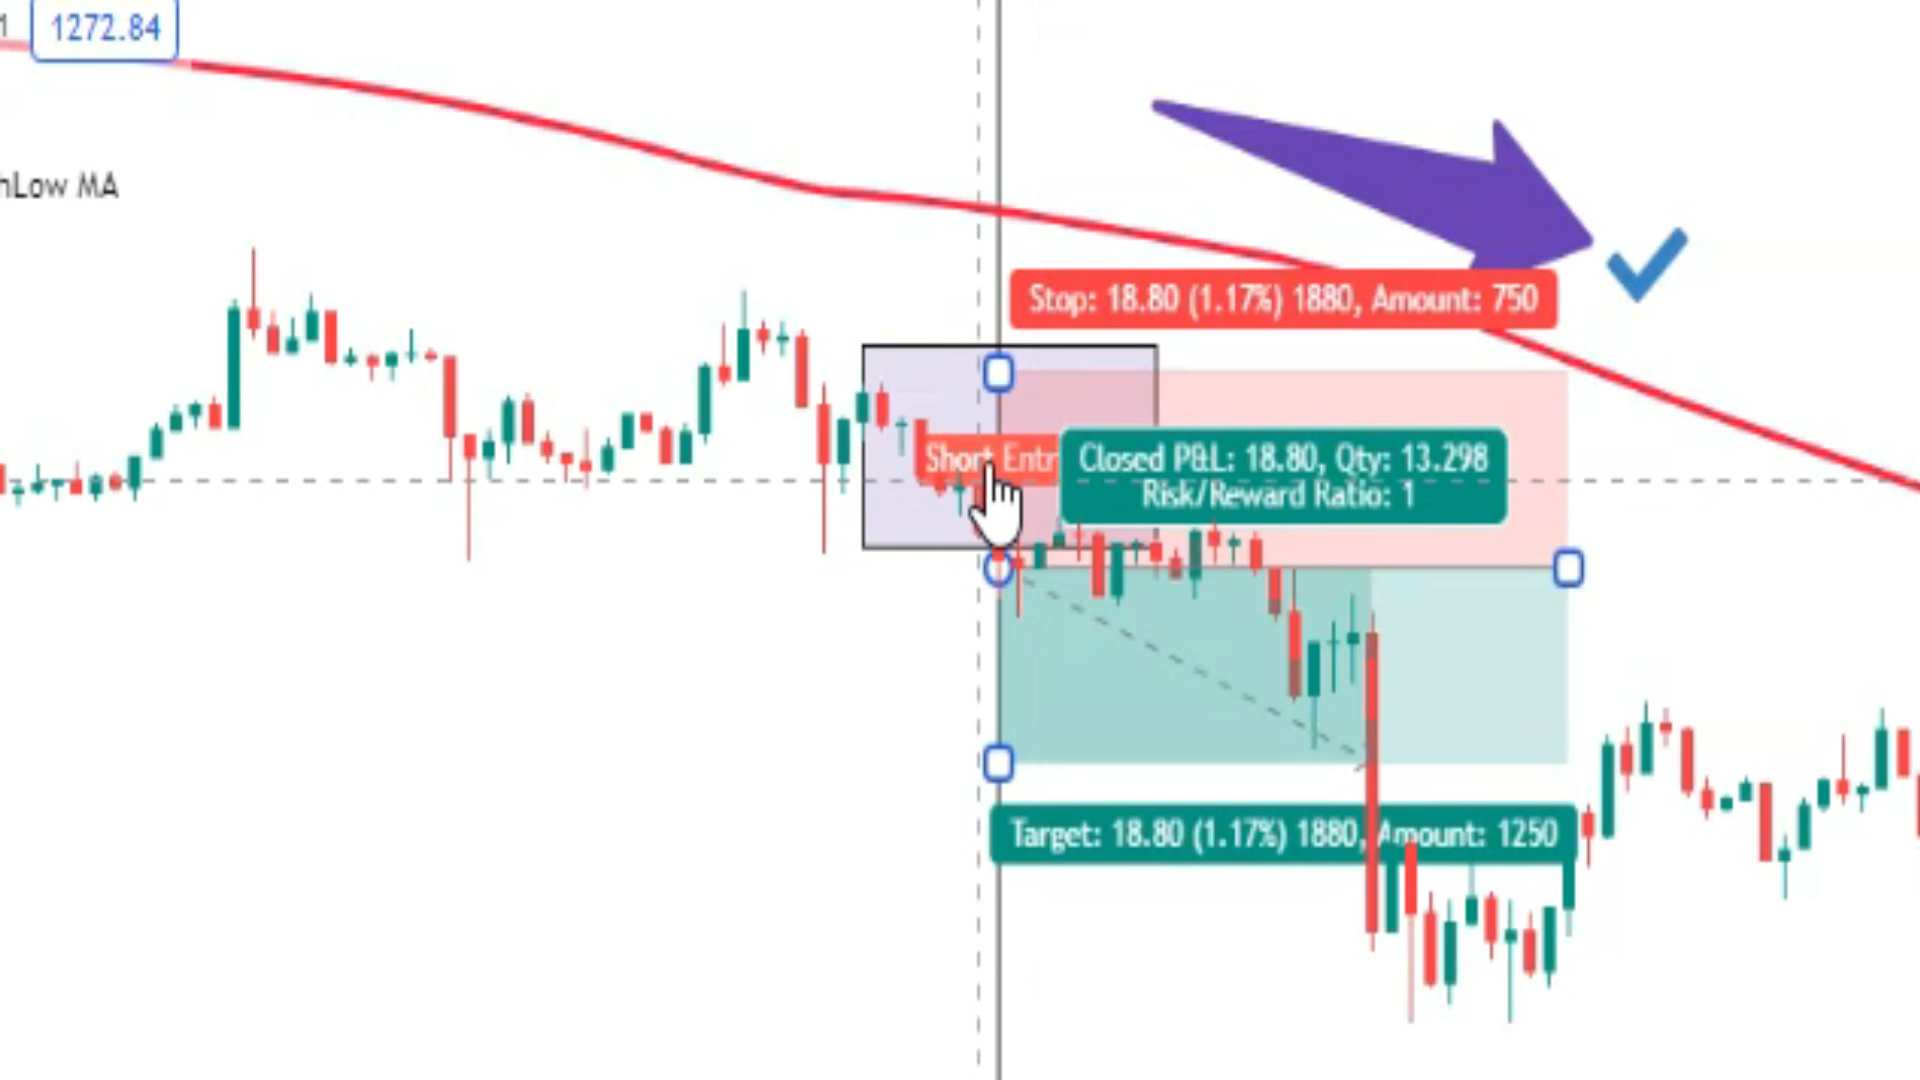 1 1272.84
hLow MA
Stop: 18.80 (1.17%) 1880, Amount: 750
Short Entr
Closed P&L: 18.80, Qty: 13.298
Risk/Reward Ratio: 1
Target: 18.80 (1.17%) 1880, Amount: 1250